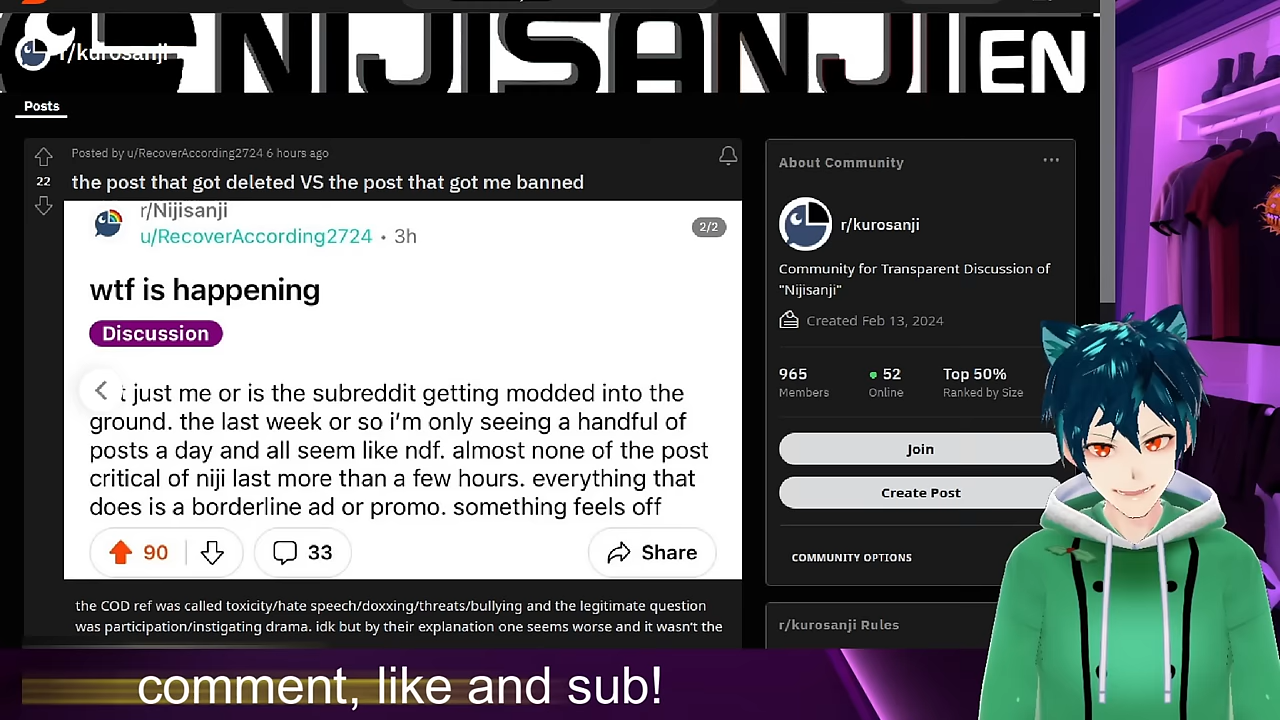 NIJISANJI EN
r/kurosanji
Posts
Posted by u/RecoverAccording2724 6 hours ago
22
the post that got deleted VS the post that got me banned
r/Nijisanji
u/RecoverAccording2724 • 3h
2/2
wtf is happening
Discussion
t just me or is the subreddit getting modded into the
ground. the last week or so i'm only seeing a handful of
posts a day and all seem like ndf. almost none of the post
critical of niji last more than a few hours. everything that
does is a borderline ad or promo. something feels off
90
33
Share
the COD ref was called toxicity/hate speech/doxxing/threats/bullying and the legitimate question
was participation/instigating drama. idk but by their explanation one seems worse and it wasn't the
About Community
r/kurosanji
Community for Transparent Discussion of
"Nijisanji"
Created Feb 13, 2024
965
52
Top 50%
Members
Online
Ranked by Size
Join
Create Post
COMMUNITY OPTIONS
r/kurosanji Rules
comment, like and sub!